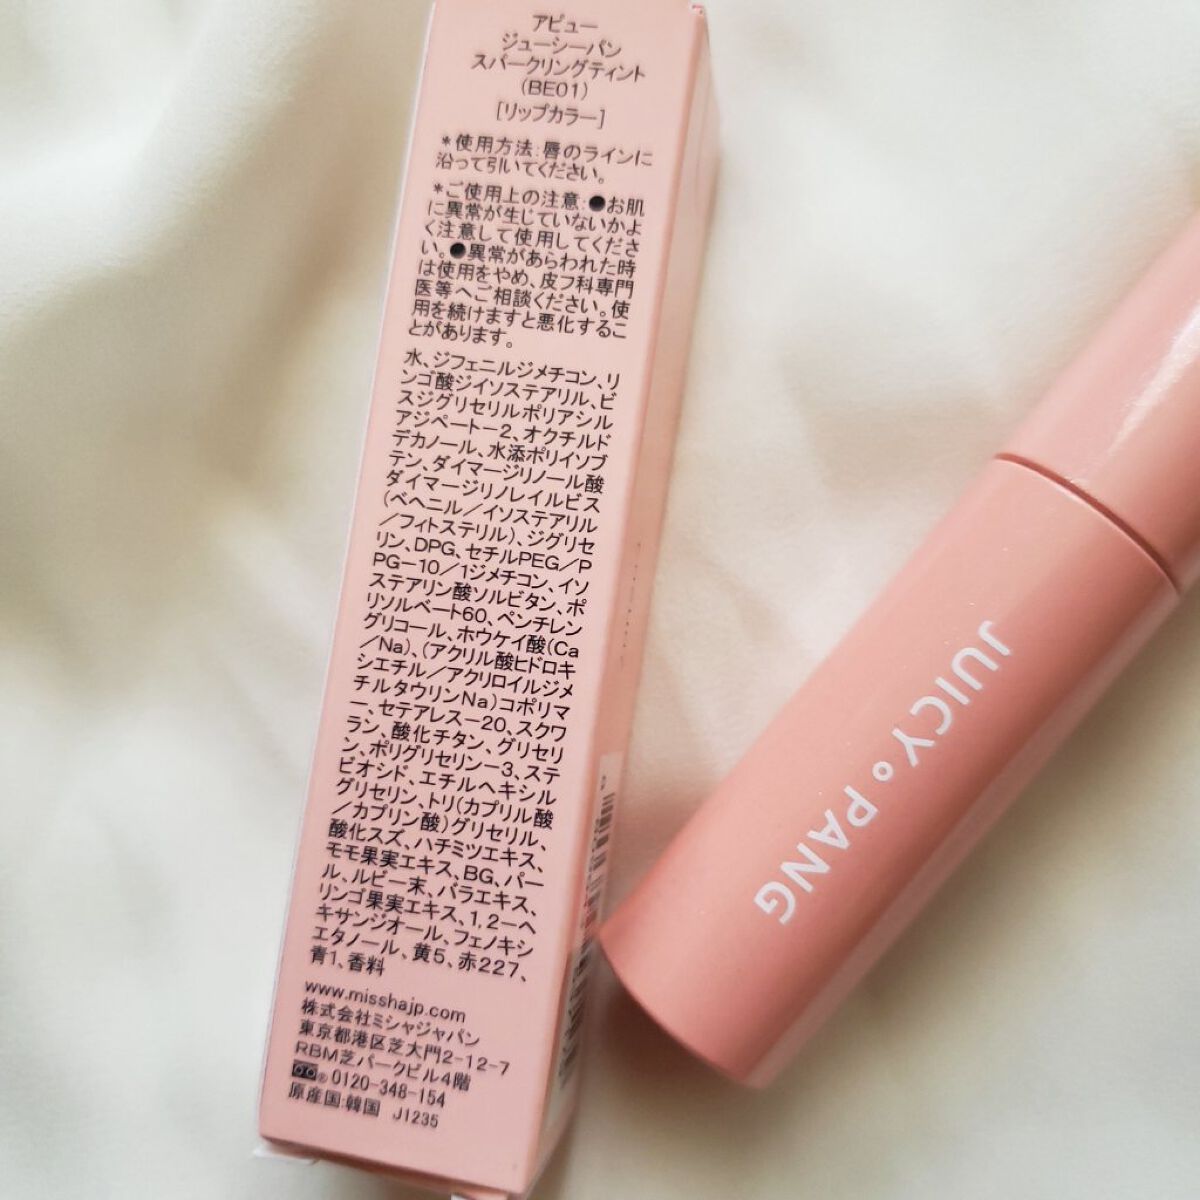 アピュー
ジューシーパン
スパークリングティント
(BE01)
[リップカラー]
*使用方法:唇のラインに
沿って引いてください。
*ご使用上の注意:●お肌
に異常が生じていないかよ
く注意して使用してくださ
い。●異常があらわれた時
は使用をやめ、皮フ科専門
医等へご相談ください。使
用を続けますと悪化するこ
とがあります。
水、ジフェニルジメチコン、リ
ンゴ酸ジイソステアリル、ビ
スジグリセリルポリアシル
アジペート-2、オクチルド
デカノール、水添ポリイソブ
テン、ダイマージリノール酸
ダイマージリノレイルビス
(ベヘニル/イソステアリル
/フィトステリル)、ジグリセ
リン、DPG、セチルPEG/P
PG-10/1ジメチコン、イソ
ステアリン酸ソルビタン、ポ
リソルベート60、ペンチレン
グリコール、ホウケイ酸(Ca
/Na)、(アクリル酸ヒドロキ
シエチル/アクリロイルジメ
チルタウリンNa)コポリマ
ー、セテアレス-20、スクワ
ラン、酸化チタン、グリセリ
ン、ポリグリセリン-3、ステ
ビオシド、エチルヘキシル
グリセリン、トリ(カプリル酸
/カプリン酸)グリセリル、
酸化スズ、ハチミツエキス、
モモ果実エキス、BG、パー
ル、ルビー末、バラエキス、
リンゴ果実エキス、1,2-ヘ
キサンジオール、フェノキシ
エタノール、黄5、赤227、
青1、香料
www.misshajp.com
株式会社ミシャジャパン
東京都港区芝大門2-12-7
RBM芝パークビル4階
0120-348-154
原産国:韓国 J1235
JUICY PANG